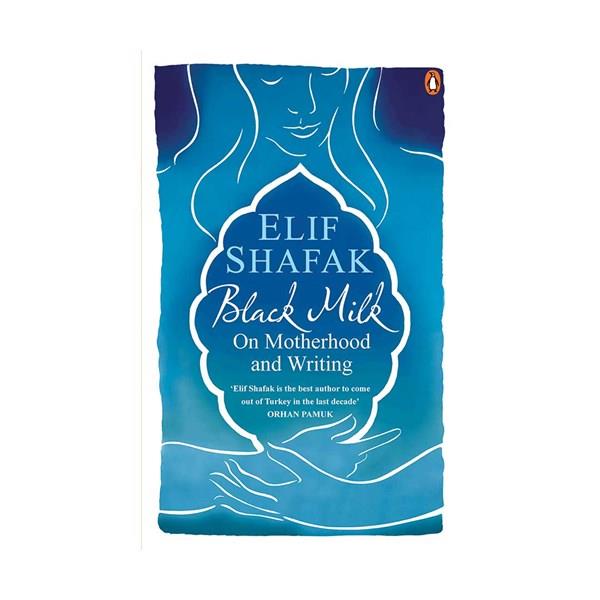 ELIF
SHAFAK
Black Milk
On Motherhood
and Writing
‘Elif Shafak is the best author to come
out of Turkey in the last decade’
ORHAN PAMUK